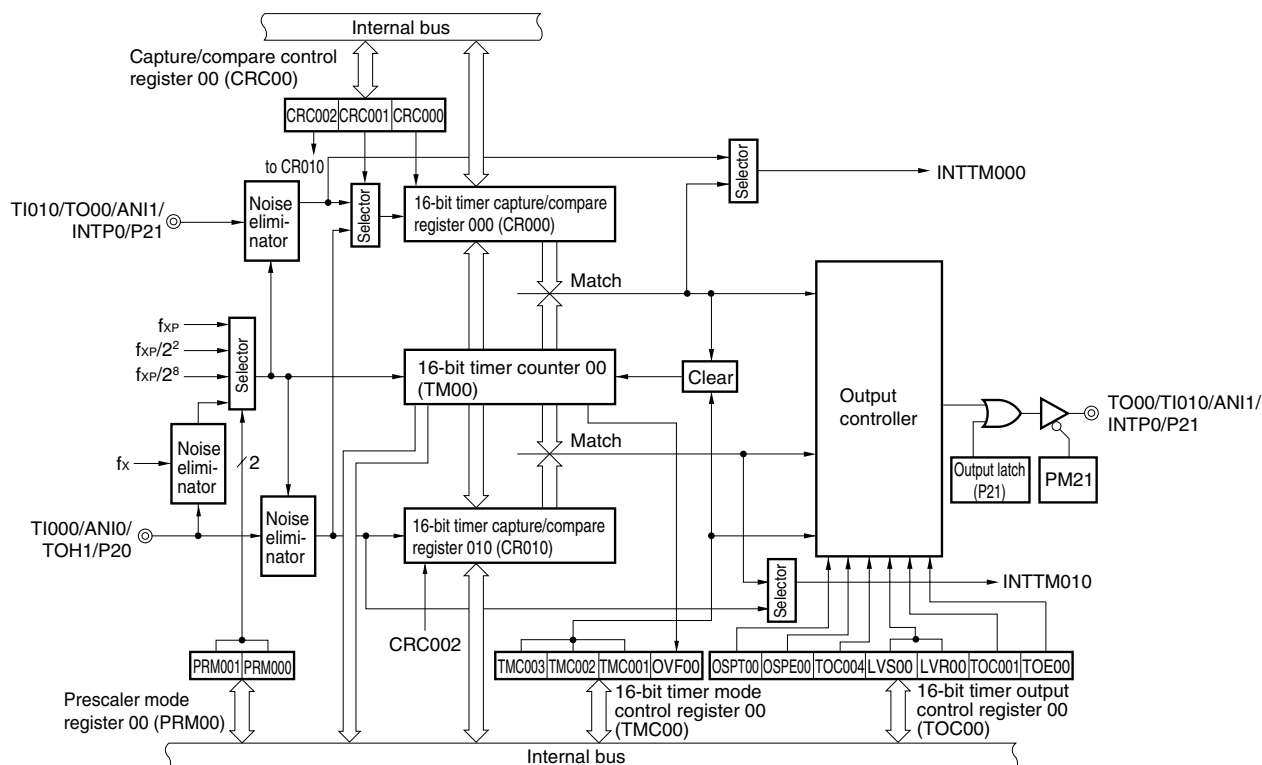 Internal bus
Capture/compare control
register 00 (CRC00)
CRC002 CRC001 CRC000
to CR010
TI010/TO00/ANI1/
INTP0/P21
Noise
elimi-
nator
Selector
16-bit timer capture/compare
register 000 (CR000)
Selector
INTTM000
Match
fXP
fXP/2²
fXP/2⁸
Selector
16-bit timer counter 00
(TM00)
Clear
Output
controller
TO00/TI010/ANI1/
INTP0/P21
Output latch
(P21)
PM21
Match
fX
Noise
elimi-
nator
2
TI000/ANI0/
TOH1/P20
Noise
elimi-
nator
16-bit timer capture/compare
register 010 (CR010)
Selector
INTTM010
CRC002
PRM001 PRM000
TMC003 TMC002 TMC001 OVF00
OSPT00 OSPE00 TOC004 LVS00 LVR00 TOC001 TOE00
Prescaler mode
register 00 (PRM00)
16-bit timer mode
control register 00
(TMC00)
16-bit timer output
control register 00
(TOC00)
Internal bus